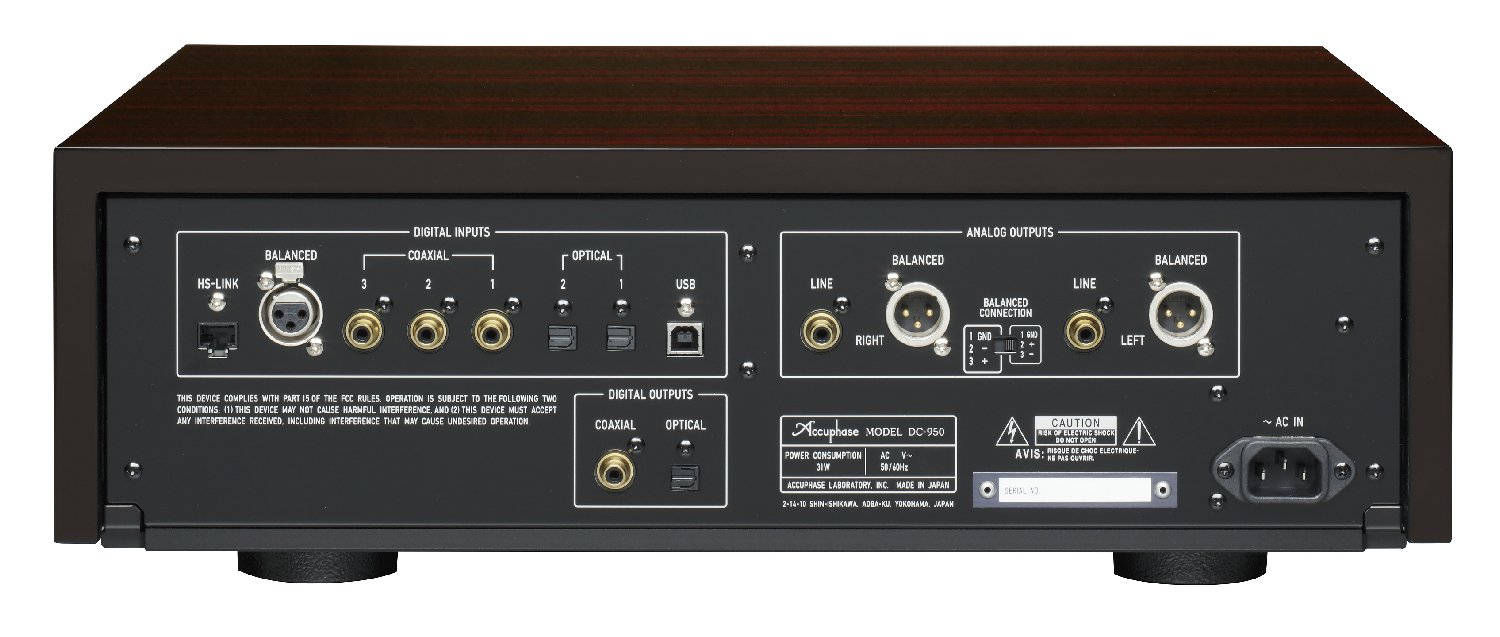 DIGITAL INPUTS
HS-LINK
BALANCED
COAXIAL
3 2 1
OPTICAL
2 1
USB
ANALOG OUTPUTS
LINE
BALANCED
RIGHT
BALANCED
CONNECTION
1 GND
2 −
3 +
1 GND
2 +
3 −
LINE
BALANCED
LEFT
THIS DEVICE COMPLIES WITH PART 15 OF THE FCC RULES. OPERATION IS SUBJECT TO THE FOLLOWING TWO
CONDITIONS. (1) THIS DEVICE MAY NOT CAUSE HARMFUL INTERFERENCE, AND (2) THIS DEVICE MUST ACCEPT
ANY INTERFERENCE RECEIVED, INCLUDING INTERFERENCE THAT MAY CAUSE UNDESIRED OPERATION.
DIGITAL OUTPUTS
COAXIAL
OPTICAL
Accuphase MODEL DC-950
POWER CONSUMPTION
31W
AC V~
50/60Hz
ACCUPHASE LABORATORY, INC. MADE IN JAPAN
2-14-10 SHIN-ISHIKAWA, AOBA-KU, YOKOHAMA, JAPAN
CAUTION
RISK OF ELECTRIC SHOCK
DO NOT OPEN
AVIS: RISQUE DE CHOC ELECTRIQUE-
NE PAS OUVRIR.
SERIAL NO.
~ AC IN